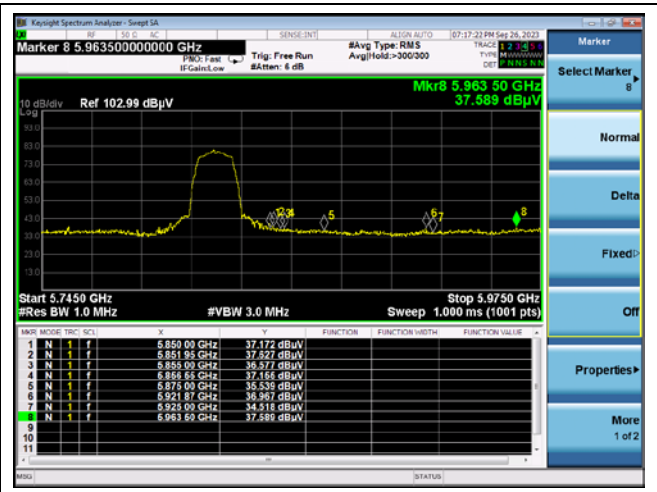 Keysight Spectrum Analyzer - Swept SA
RF 50 Ω AC SENSE:INT ALIGN AUTO 07:17:22 PM Sep 26, 2023
Marker 8 5.963500000000 GHz
PNO: Fast
IFGain:Low
Trig: Free Run
#Atten: 6 dB
#Avg Type: RMS
Avg|Hold:>300/300
TRACE 1 2 3 4 5 6
TYPE M WWWWW
DET P N N S N N
Mkr8 5.963 50 GHz
37.589 dBµV
10 dB/div Ref 102.99 dBµV
Log
93.0
83.0
73.0
63.0
53.0
43.0
33.0
23.0
13.0
1 2 3 4 5 6 7 8
Start 5.7450 GHz Stop 5.9750 GHz
#Res BW 1.0 MHz #VBW 3.0 MHz Sweep 1.000 ms (1001 pts)
MKR MODE TRC SCL X Y FUNCTION FUNCTION WIDTH FUNCTION VALUE
1 N 1 f 5.850 00 GHz 37.172 dBµV
2 N 1 f 5.851 95 GHz 37.627 dBµV
3 N 1 f 5.855 00 GHz 36.577 dBµV
4 N 1 f 5.856 65 GHz 37.156 dBµV
5 N 1 f 5.875 00 GHz 35.539 dBµV
6 N 1 f 5.921 87 GHz 36.967 dBµV
7 N 1 f 5.925 00 GHz 34.518 dBµV
8 N 1 f 5.963 50 GHz 37.589 dBµV
9
10
11
MSG STATUS
Marker
Select Marker
8
Normal
Delta
Fixed
Off
Properties
More
1 of 2